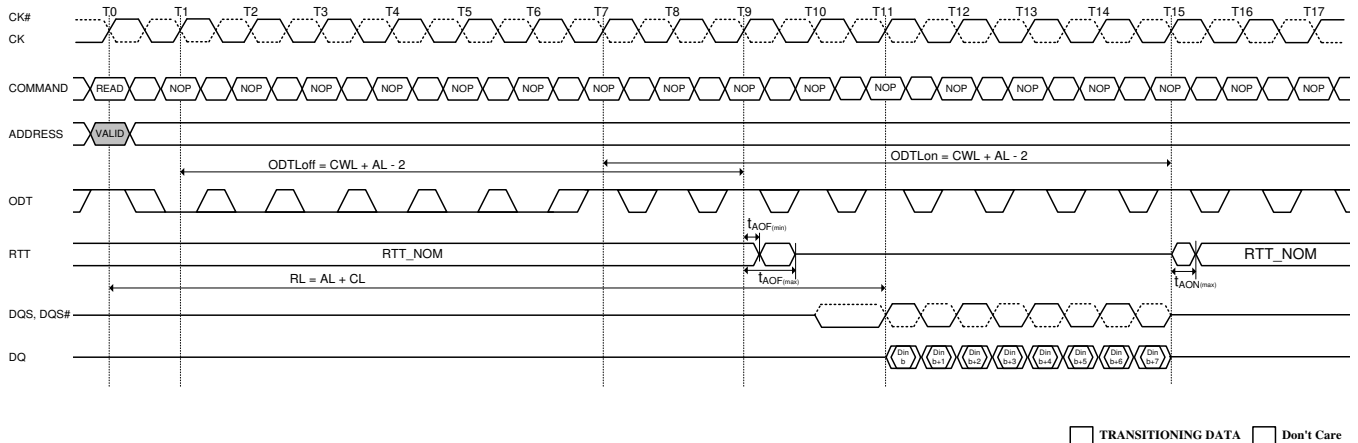 T0 T1 T2 T3 T4 T5 T6 T7 T8 T9 T10 T11 T12 T13 T14 T15 T16 T17
CK#
CK
COMMAND READ NOP NOP NOP NOP NOP NOP NOP NOP NOP NOP NOP NOP NOP NOP NOP NOP NOP
ADDRESS VALID
ODTLoff = CWL + AL - 2 ODTLon = CWL + AL - 2
ODT
tAOF(min)
RTT RTT_NOM RTT_NOM
RL = AL + CL tAOF(max) tAON(max)
DQS, DQS#
DQ Din b Din b+1 Din b+2 Din b+3 Din b+4 Din b+5 Din b+6 Din b+7
TRANSITIONING DATA Don't Care